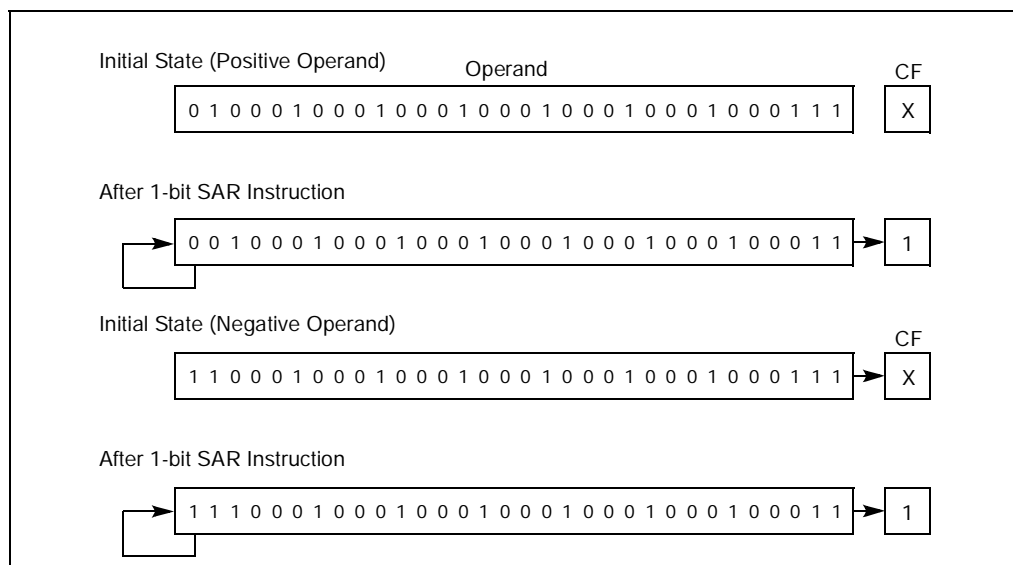 Initial State (Positive Operand) Operand CF
0 1 0 0 0 1 0 0 0 1 0 0 0 1 0 0 0 1 0 0 0 1 0 0 0 1 0 0 0 1 1 1 X
After 1-bit SAR Instruction
0 0 1 0 0 0 1 0 0 0 1 0 0 0 1 0 0 0 1 0 0 0 1 0 0 0 1 0 0 0 1 1 1
Initial State (Negative Operand) CF
1 1 0 0 0 1 0 0 0 1 0 0 0 1 0 0 0 1 0 0 0 1 0 0 0 1 0 0 0 1 1 1 X
After 1-bit SAR Instruction
1 1 1 0 0 0 1 0 0 0 1 0 0 0 1 0 0 0 1 0 0 0 1 0 0 0 1 0 0 0 1 1 1